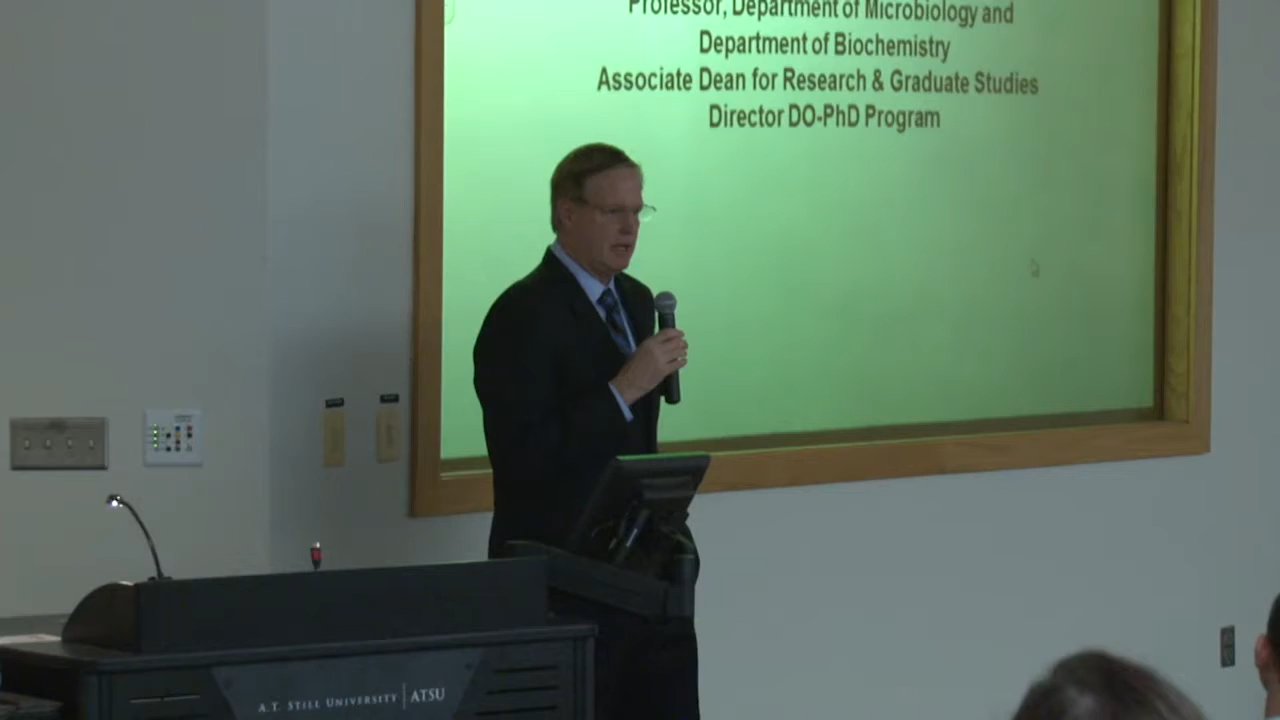 Professor, Department of Microbiology and
Department of Biochemistry
Associate Dean for Research & Graduate Studies
Director DO-PhD Program
A.T. STILL UNIVERSITY | ATSU